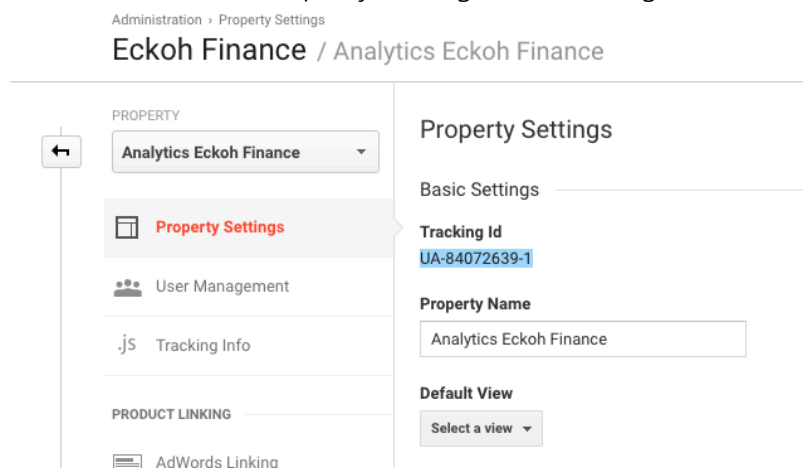 Administration › Property Settings
Eckoh Finance / Analytics Eckoh Finance
PROPERTY
Analytics Eckoh Finance
Property Settings
User Management
.js Tracking Info
PRODUCT LINKING
AdWords Linking
Property Settings
Basic Settings
Tracking Id
UA-84072639-1
Property Name
Analytics Eckoh Finance
Default View
Select a view